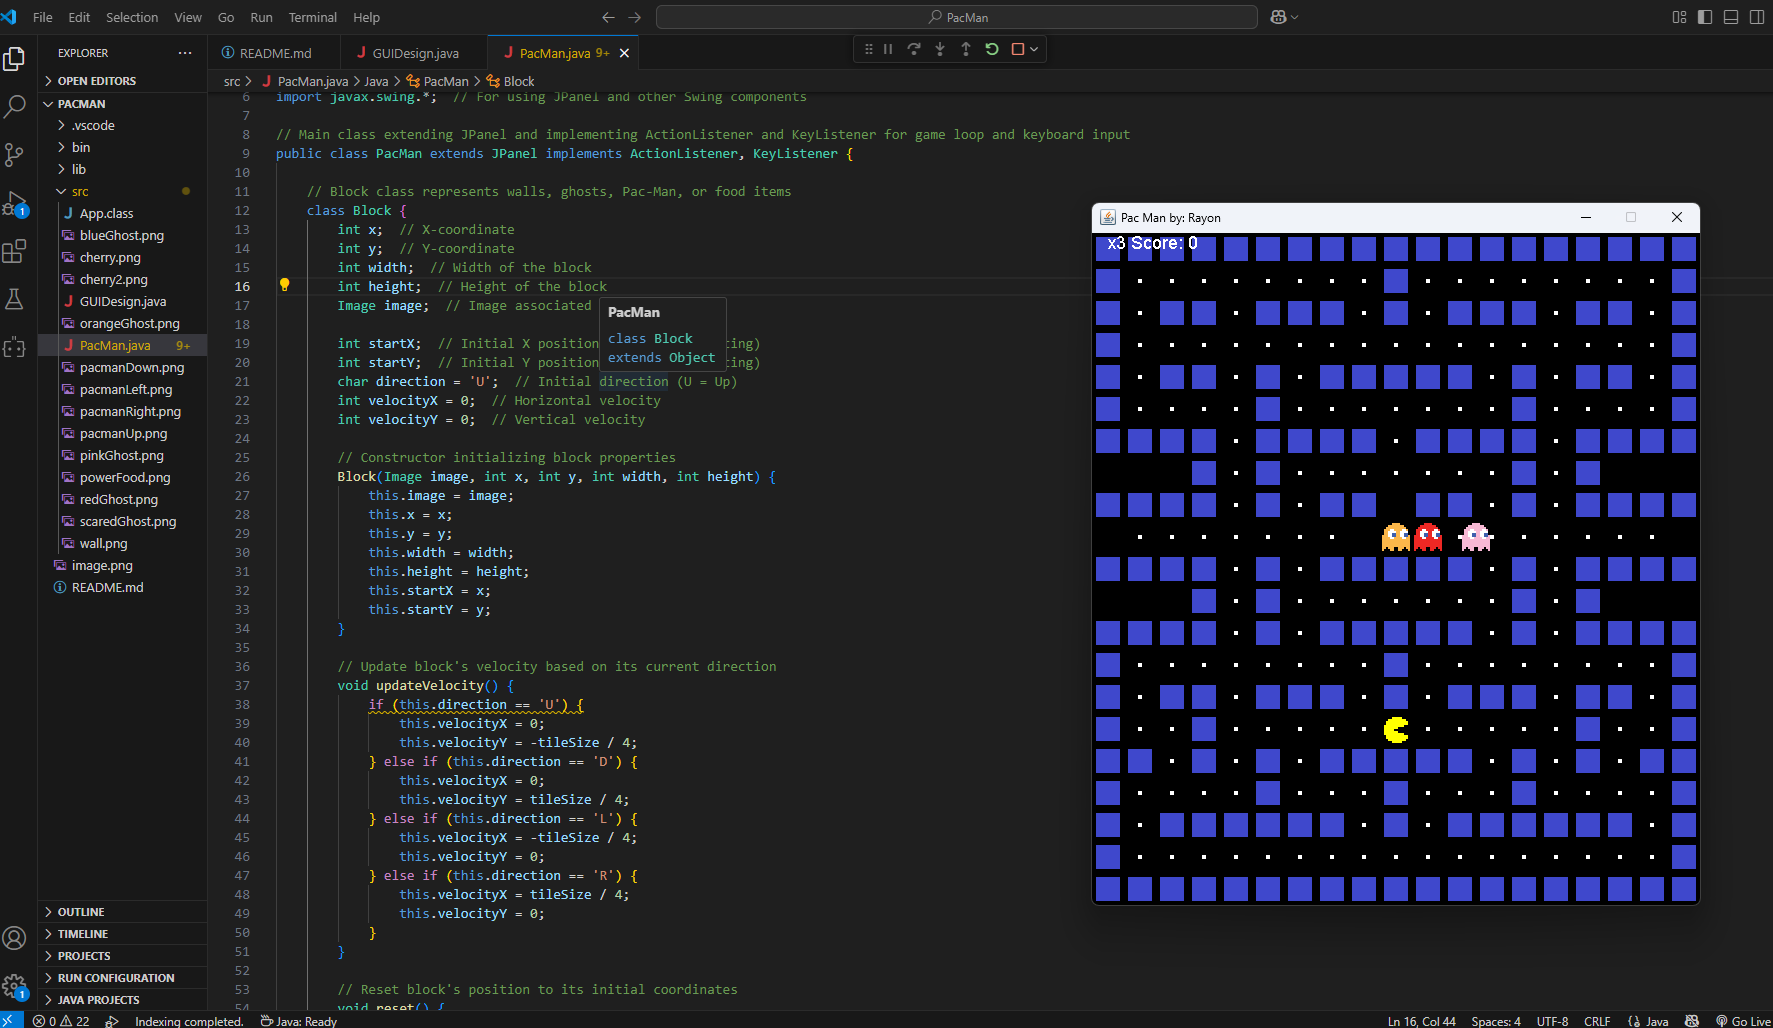 File Edit Selection View Go Run Terminal Help
PacMan
EXPLORER
OPEN EDITORS
PACMAN
.vscode
bin
lib
src
App.class
blueGhost.png
cherry.png
cherry2.png
GUIDesign.java
orangeGhost.png
PacMan.java 9+
pacmanDown.png
pacmanLeft.png
pacmanRight.png
pacmanUp.png
pinkGhost.png
powerFood.png
redGhost.png
scaredGhost.png
wall.png
image.png
README.md
OUTLINE
TIMELINE
PROJECTS
RUN CONFIGURATION
JAVA PROJECTS
1
1
README.md
GUIDesign.java
PacMan.java 9+
src > PacMan.java > Java > PacMan > Block
6 import javax.swing.*; // For using JPanel and other Swing components
7
8 // Main class extending JPanel and implementing ActionListener and KeyListener for game loop and keyboard input
9 public class PacMan extends JPanel implements ActionListener, KeyListener {
10
11 // Block class represents walls, ghosts, Pac-Man, or food items
12 class Block {
13 int x; // X-coordinate
14 int y; // Y-coordinate
15 int width; // Width of the block
16 int height; // Height of the block
17 Image image; // Image associated
18
19 int startX; // Initial X position ing)
20 int startY; // Initial Y position ing)
21 char direction = 'U'; // Initial direction (U = Up)
22 int velocityX = 0; // Horizontal velocity
23 int velocityY = 0; // Vertical velocity
24
25 // Constructor initializing block properties
26 Block(Image image, int x, int y, int width, int height) {
27 this.image = image;
28 this.x = x;
29 this.y = y;
30 this.width = width;
31 this.height = height;
32 this.startX = x;
33 this.startY = y;
34 }
35
36 // Update block's velocity based on its current direction
37 void updateVelocity() {
38 if (this.direction == 'U') {
39 this.velocityX = 0;
40 this.velocityY = -tileSize / 4;
41 } else if (this.direction == 'D') {
42 this.velocityX = 0;
43 this.velocityY = tileSize / 4;
44 } else if (this.direction == 'L') {
45 this.velocityX = -tileSize / 4;
46 this.velocityY = 0;
47 } else if (this.direction == 'R') {
48 this.velocityX = tileSize / 4;
49 this.velocityY = 0;
50 }
51 }
52
53 // Reset block's position to its initial coordinates
54 void reset() {
PacMan
class Block
extends Object
Pac Man by: Rayon
x3 Score: 0
0 22 Indexing completed. Java: Ready
Ln 16, Col 44 Spaces: 4 UTF-8 CRLF {} Java Go Live